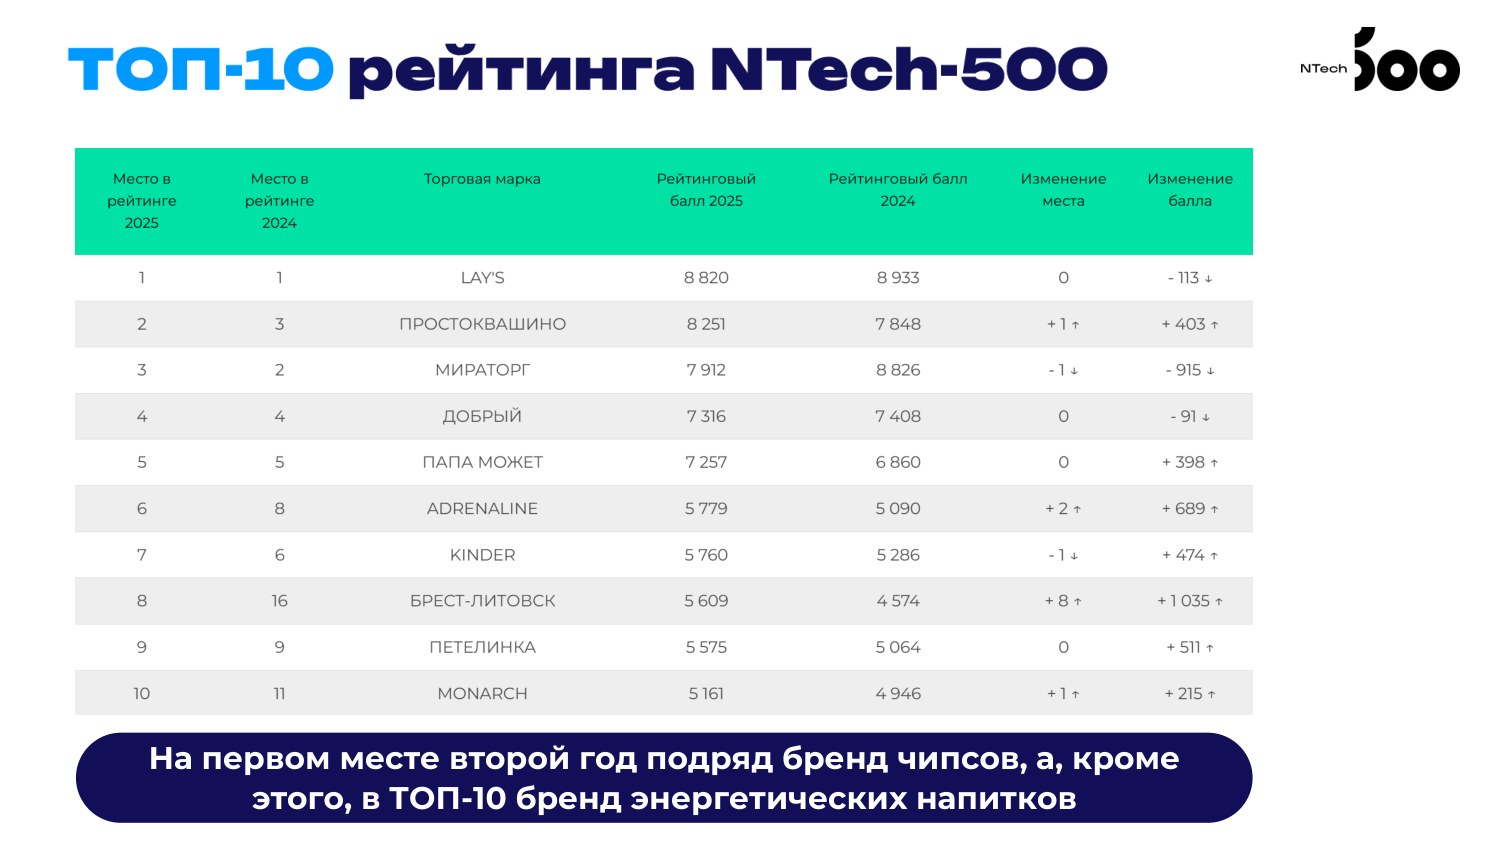 ТОП-10 рейтинга NTech-500
NTech 500
Место в рейтинге 2025 Место в рейтинге 2024 Торговая марка Рейтинговый балл 2025 Рейтинговый балл 2024 Изменение места Изменение балла
1 1 LAY'S 8 820 8 933 0 - 113 ↓
2 3 ПРОСТОКВАШИНО 8 251 7 848 + 1 ↑ + 403 ↑
3 2 МИРАТОРГ 7 912 8 826 - 1 ↓ - 915 ↓
4 4 ДОБРЫЙ 7 316 7 408 0 - 91 ↓
5 5 ПАПА МОЖЕТ 7 257 6 860 0 + 398 ↑
6 8 ADRENALINE 5 779 5 090 + 2 ↑ + 689 ↑
7 6 KINDER 5 760 5 286 - 1 ↓ + 474 ↑
8 16 БРЕСТ-ЛИТОВСК 5 609 4 574 + 8 ↑ + 1 035 ↑
9 9 ПЕТЕЛИНКА 5 575 5 064 0 + 511 ↑
10 11 MONARCH 5 161 4 946 + 1 ↑ + 215 ↑
На первом месте второй год подряд бренд чипсов, а, кроме
этого, в ТОП-10 бренд энергетических напитков